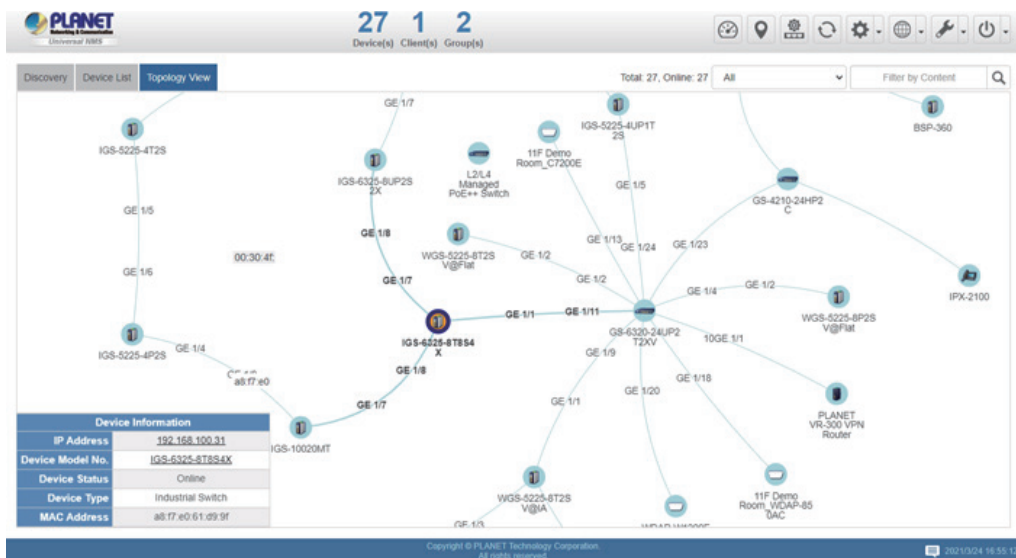 PLANET
Networking & Communication
Universal NMS
27 1 2
Device(s) Client(s) Group(s)
Discovery Device List Topology View
Total: 27, Online: 27 All Filter by Content
GE 1/7
IGS-5225-4UP1T
2S
BSP-360
IGS-5225-4T2S
11F Demo
Room_C7200E
IGS-6325-8UP2S
2X
L2/L4
Managed
PoE++ Switch
GE 1/5
GS-4210-24HP2
C
GE 1/5
GE 1/8
GE 1/13
GE 1/24
GE 1/23
WGS-5225-8T2S
V@Flat
GE 1/2
00:30:4f:
GE 1/6
GE 1/7
GE 1/2
GE 1/4
GE 1/2
IPX-2100
WGS-5225-8P2S
V@Flat
GE 1/1
GE 1/11
GS-6320-24UP2
T2XV
10GE 1/1
IGS-6325-8T8S4
X
IGS-5225-4P2S
GE 1/4
GE 1/9
GE 1/8
a8:f7:e0
GE 1/18
GE 1/20
GE 1/7
GE 1/1
PLANET
VR-300 VPN
Router
IGS-10020MT
WGS-5225-8T2S
V@IA
11F Demo
Room_WDAP-85
0AC
GE 1/3
Device Information
IP Address 192.168.100.31
Device Model No. IGS-6325-8T8S4X
Device Status Online
Device Type Industrial Switch
MAC Address a8:f7:e0:61:d9:9f
Copyright © PLANET Technology Corporation.
All rights reserved.
2021/3/24 16:55:12